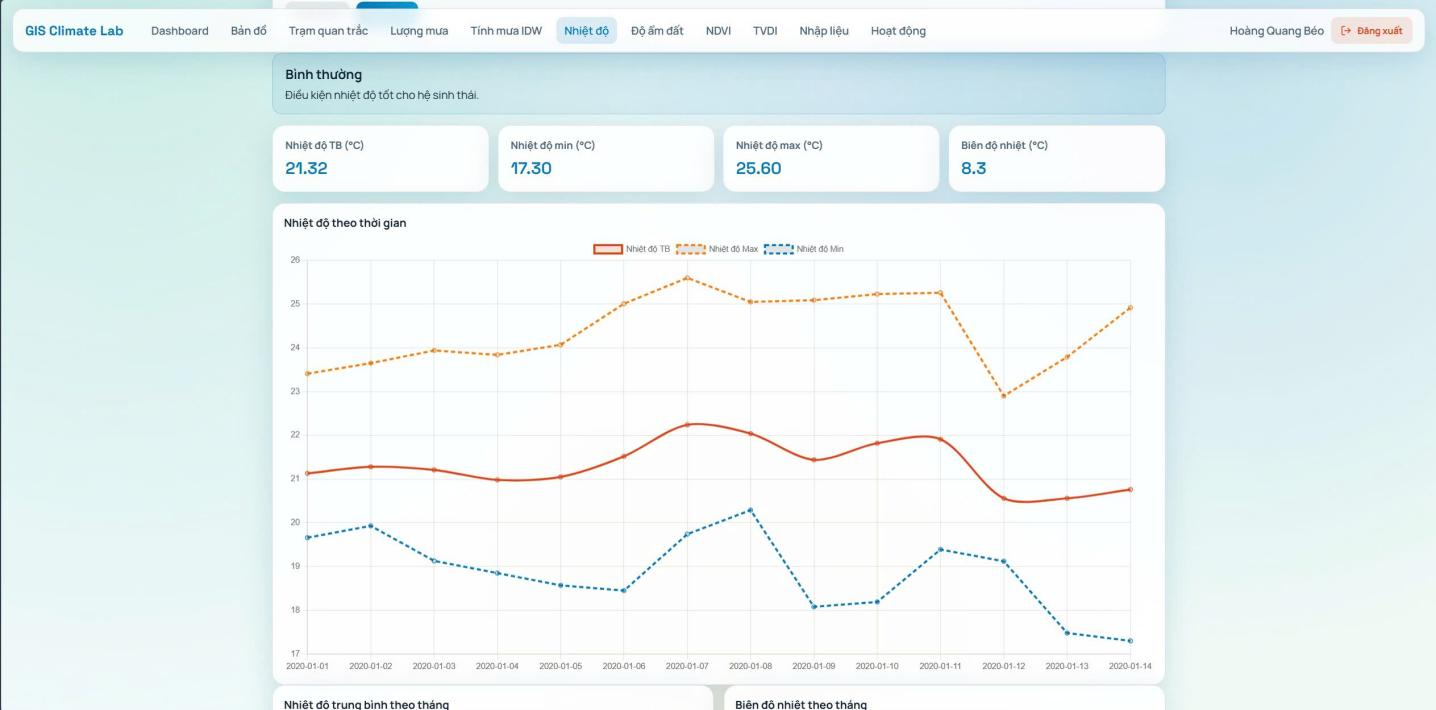 GIS Climate Lab Dashboard Bản đồ Trạm quan trắc Lượng mưa Tính mưa IDW Nhiệt độ Độ ẩm đất NDVI TVDI Nhập liệu Hoạt động Hoàng Quang Béo Đăng xuất
Bình thường
Điều kiện nhiệt độ tốt cho hệ sinh thái.
Nhiệt độ TB (°C) Nhiệt độ min (°C) Nhiệt độ max (°C) Biên độ nhiệt (°C)
21.32 17.30 25.60 8.3
Nhiệt độ theo thời gian
Nhiệt độ TB Nhiệt độ Max Nhiệt độ Min
26
25
24
23
22
21
20
19
18
17
2020-01-01 2020-01-02 2020-01-03 2020-01-04 2020-01-05 2020-01-06 2020-01-07 2020-01-08 2020-01-09 2020-01-10 2020-01-11 2020-01-12 2020-01-13 2020-01-14
Nhiệt độ trung bình theo tháng Biên độ nhiệt theo tháng